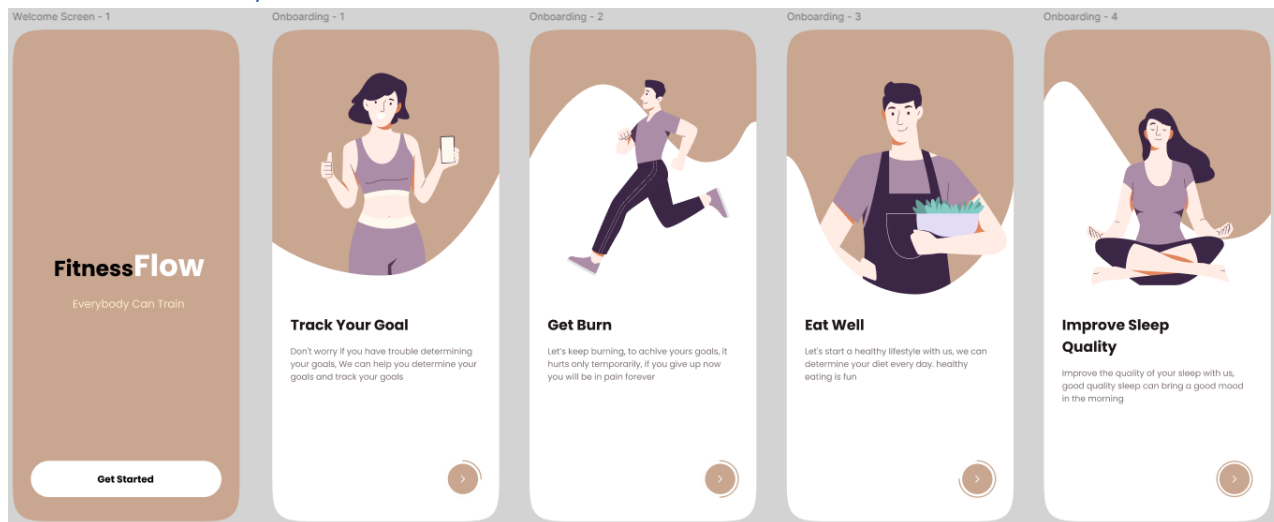 Welcome Screen - 1
FitnessFlow
Everybody Can Train
Get Started
Onboarding - 1
Track Your Goal
Don't worry if you have trouble determining
your goals, We can help you determine your
goals and track your goals
Onboarding - 2
Get Burn
Let's keep burning, to achive yours goals, it
hurts only temporarily, if you give up now
you will be in pain forever
Onboarding - 3
Eat Well
Let's start a healthy lifestyle with us, we can
determine your diet every day. healthy
eating is fun
Onboarding - 4
Improve Sleep
Quality
Improve the quality of your sleep with us,
good quality sleep can bring a good mood
in the morning